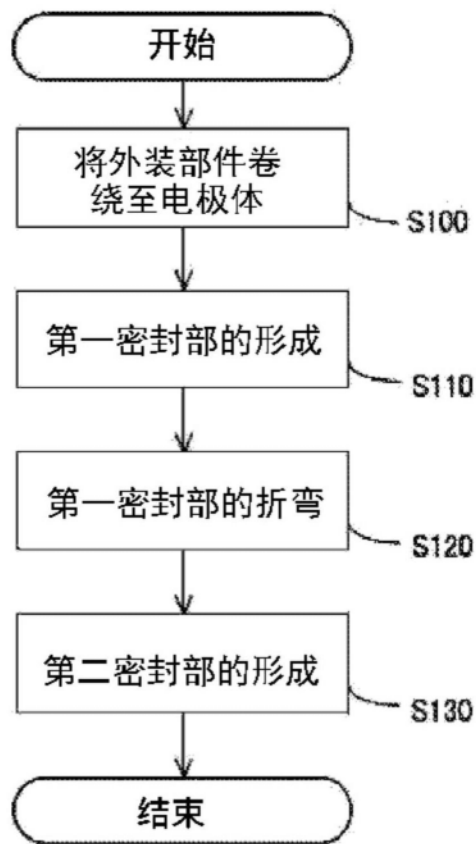 开始
将外装部件卷
绕至电极体
S100
第一密封部的形成
S110
第一密封部的折弯
S120
第二密封部的形成
S130
结束